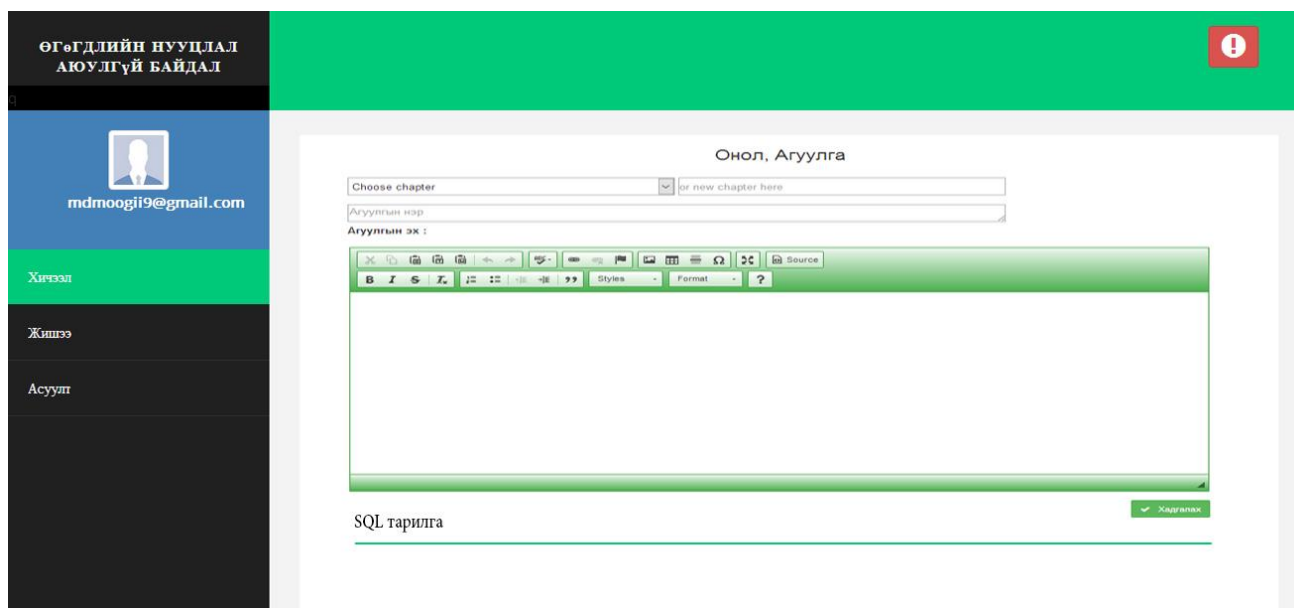 ӨГөГДЛИЙН НУУЦЛАЛ
АЮУЛГүЙ БАЙДАЛ
q
mdmoogii9@gmail.com
Хичээл
Жишээ
Асуулт
Онол, Агуулга
Choose chapter
or new chapter here
Агуулгын нэр
Агуулгын эх :
Source
B I S Ix Styles Format ?
Хадгалах
SQL тарилга